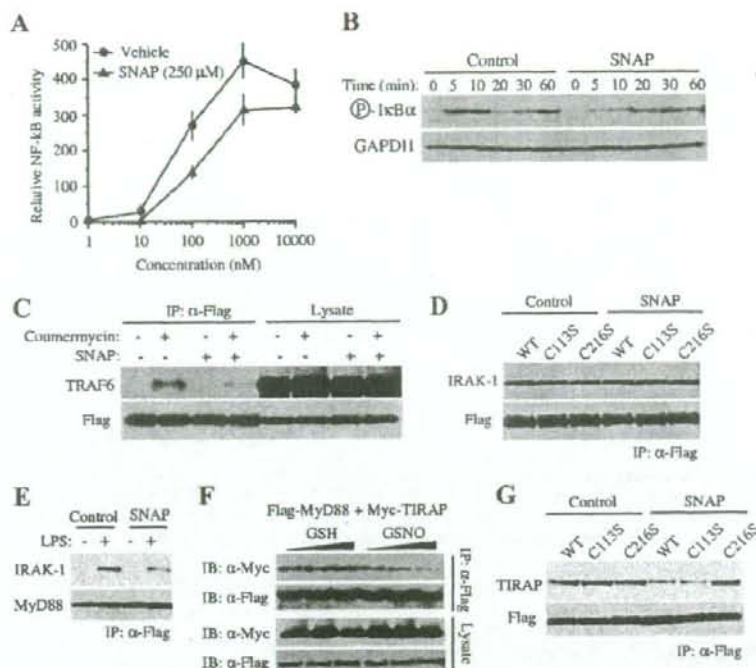 A
500
400
300
200
100
0
Relative NF-kB activity
Vehicle
SNAP (250 µM)
1 10 100 1000 10000
Concentration (nM)
B
Control SNAP
Time (min): 0 5 10 20 30 60 0 5 10 20 30 60
Ⓟ-IκBα
GAPDH
C
IP: α-Flag Lysate
Coumermycin: - + - + - + - +
SNAP: - - + + - - + +
TRAF6
Flag
D
Control SNAP
WT C113S C216S WT C113S C216S
IRAK-1
Flag
IP: α-Flag
E
Control SNAP
LPS: - + - +
IRAK-1
MyD88
IP: α-Flag
F
Flag-MyD88 + Myc-TIRAP
GSH GSNO
IB: α-Myc
IB: α-Flag
IP: α-Flag
IB: α-Myc
IB: α-Flag
Lysate
G
Control SNAP
WT C113S C216S WT C113S C216S
TIRAP
Flag
IP: α-Flag